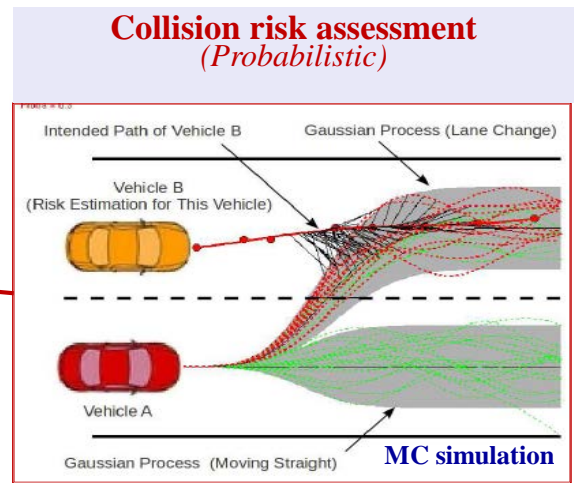 Collision risk assessment
(Probabilistic)
Intended Path of Vehicle B
Gaussian Process (Lane Change)
Vehicle B
(Risk Estimation for This Vehicle)
Vehicle A
Gaussian Process (Moving Straight)
MC simulation